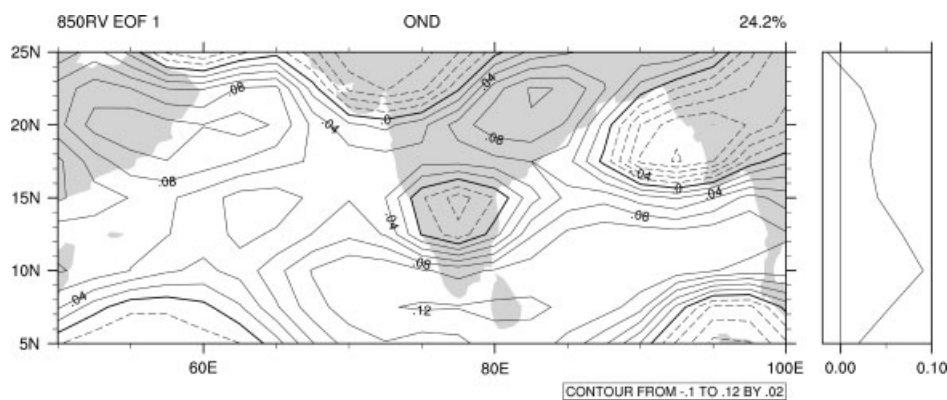 850RV EOF 1 OND 24.2%
25N
20N
15N
10N
5N
.08
.04
.0
.04
.08
.08
.04
.0
.04
.04
.08
.08
.04
.12
60E 80E 100E
0.00 0.10
CONTOUR FROM -.1 TO .12 BY .02